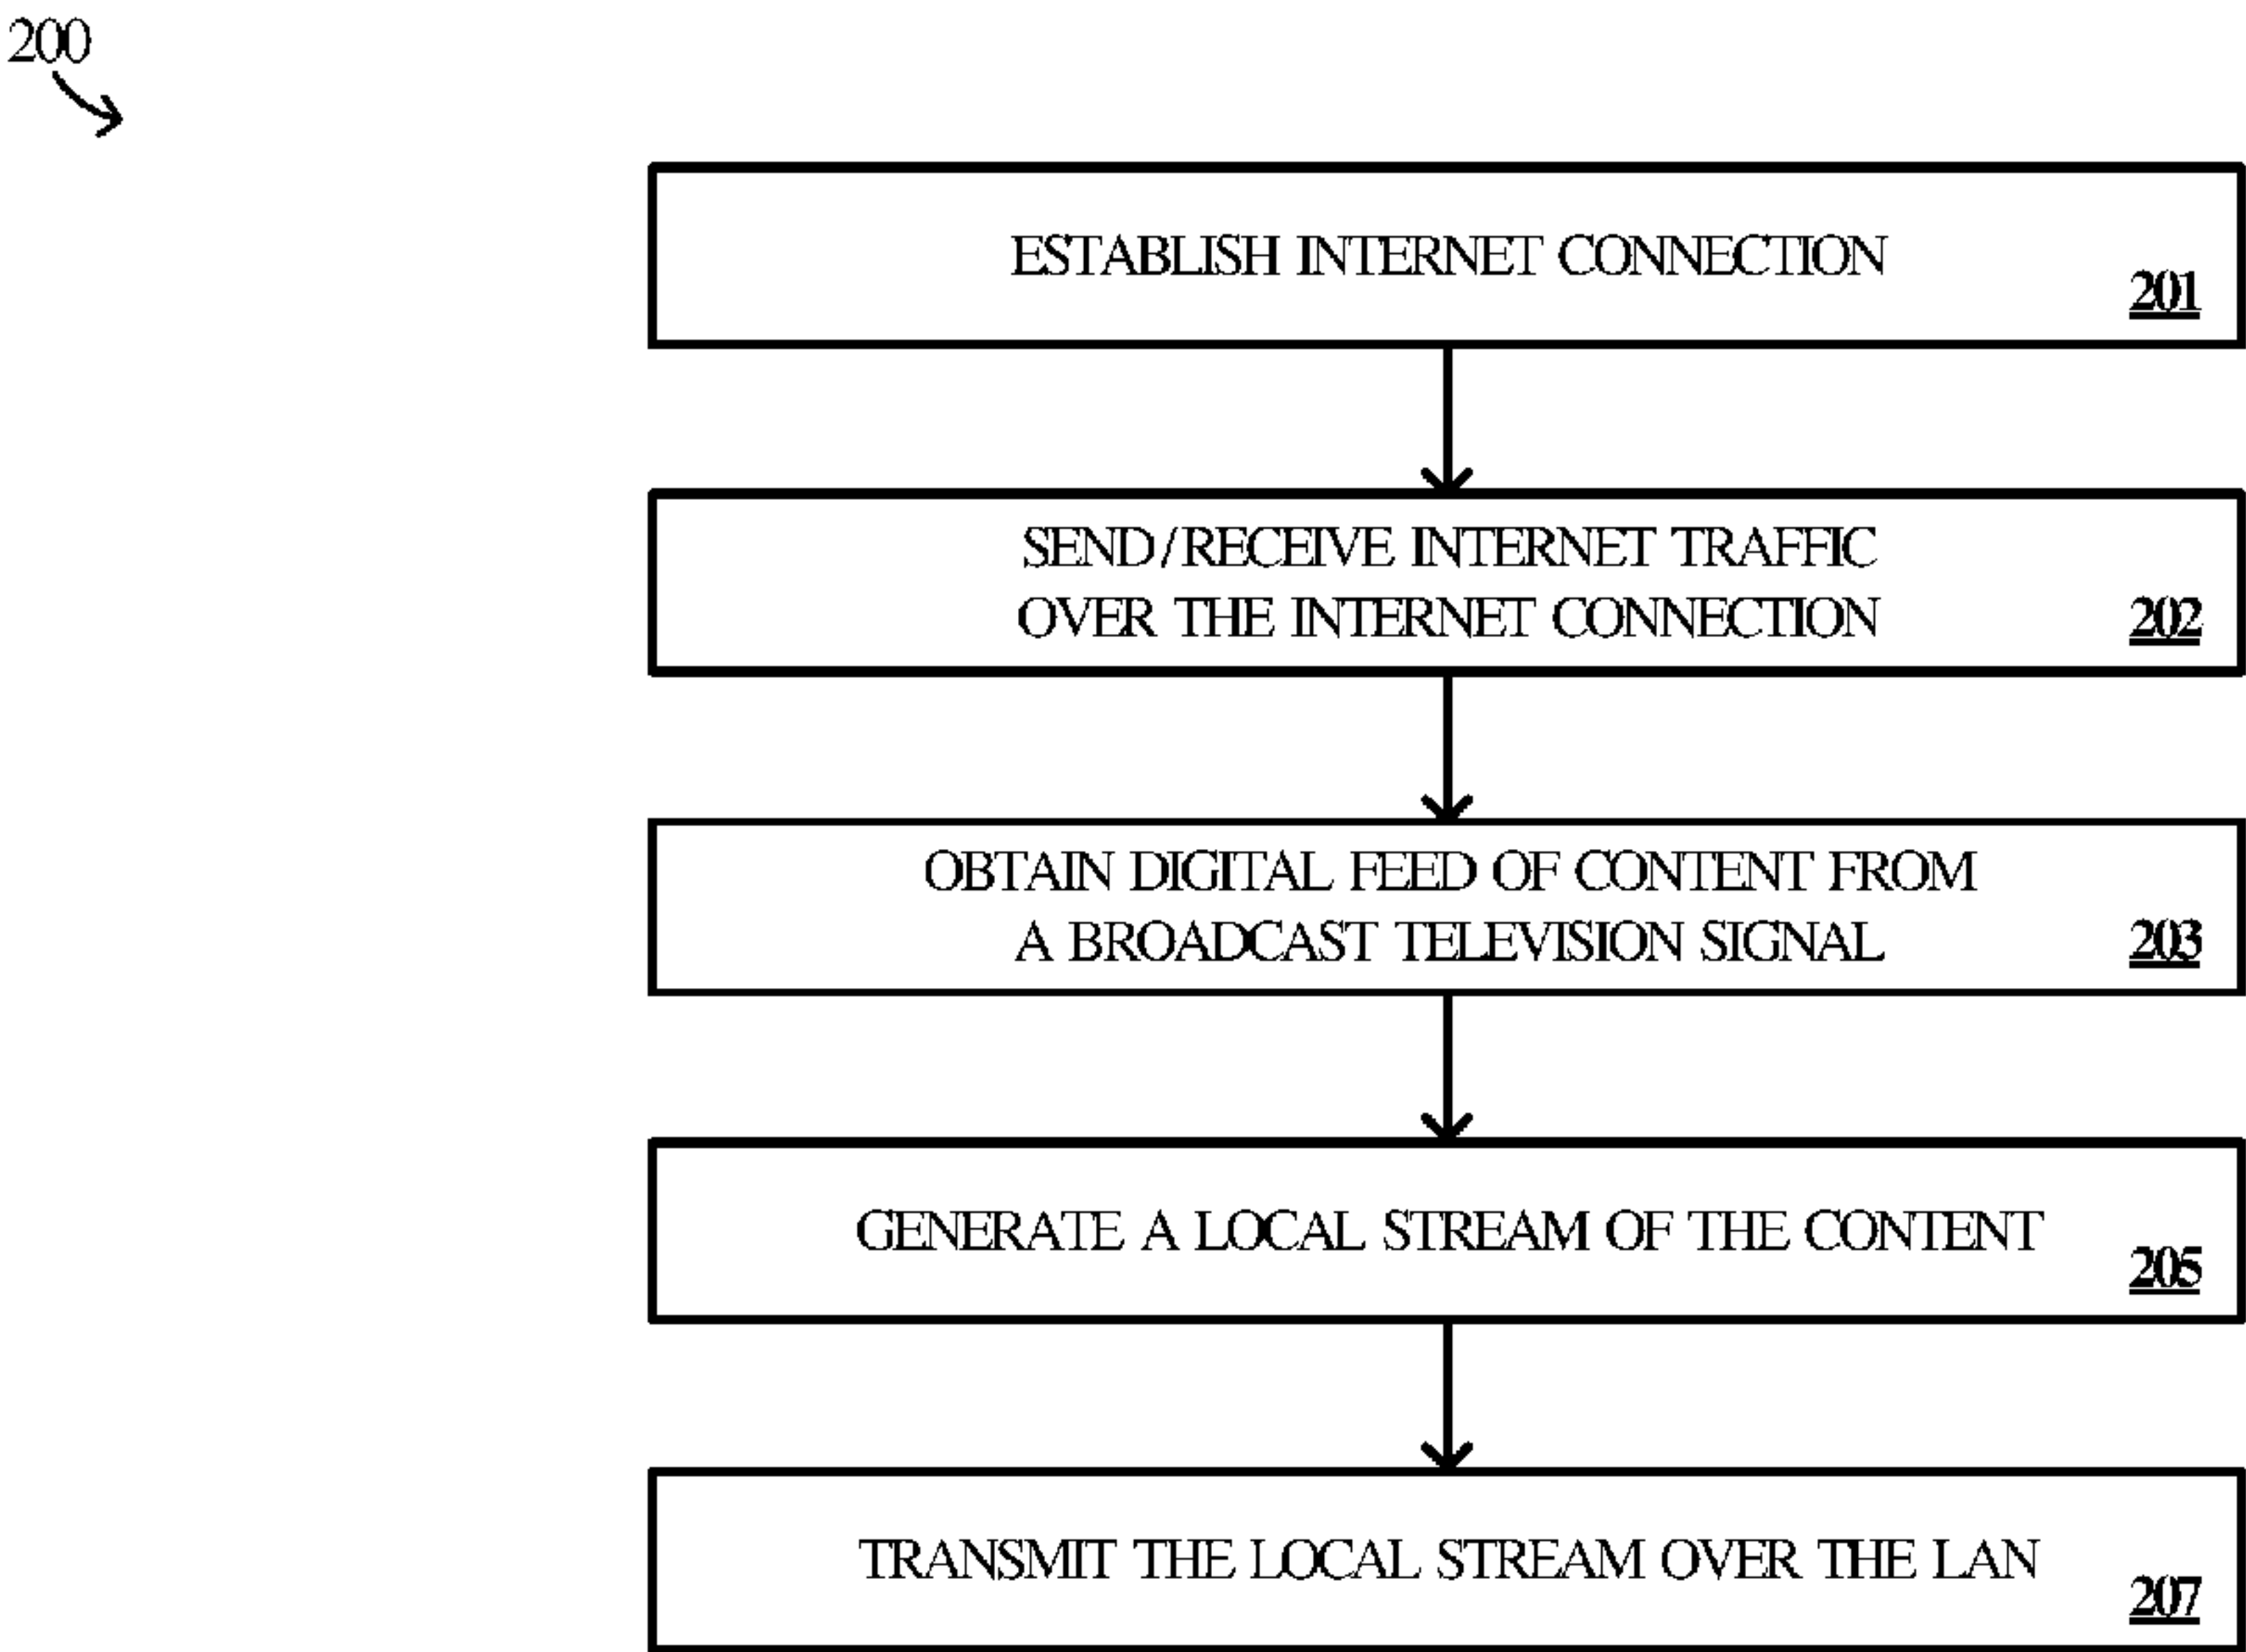 200
ESTABLISH INTERNET CONNECTION
201
SEND/RECEIVE INTERNET TRAFFIC
OVER THE INTERNET CONNECTION
202
OBTAIN DIGITAL FEED OF CONTENT FROM
A BROADCAST TELEVISION SIGNAL
203
GENERATE A LOCAL STREAM OF THE CONTENT
205
TRANSMIT THE LOCAL STREAM OVER THE LAN
207